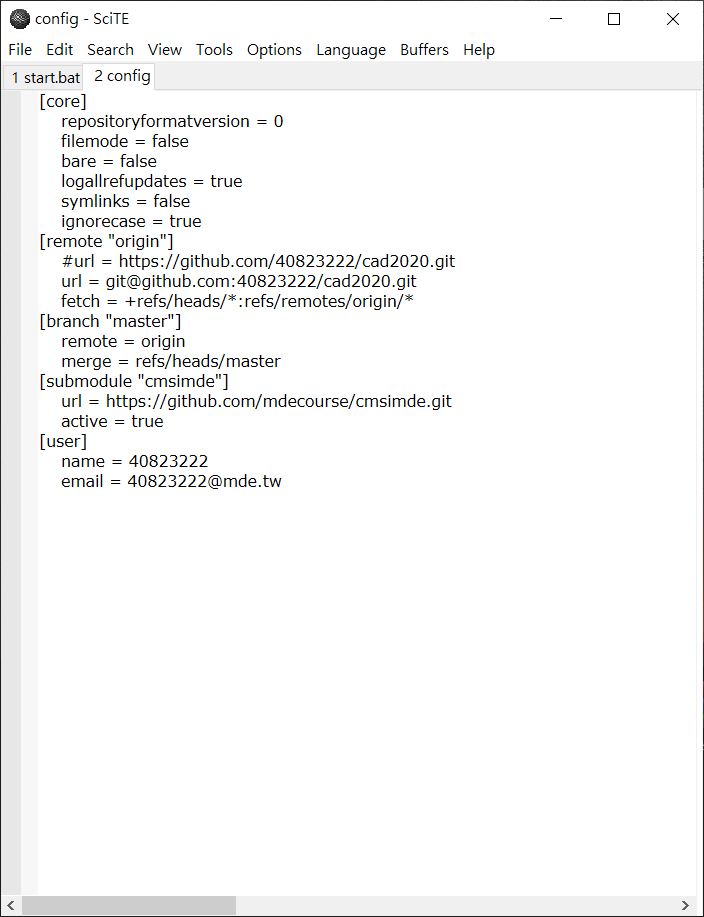 config - SciTE
File Edit Search View Tools Options Language Buffers Help
1 start.bat 2 config
[core]
repositoryformatversion = 0
filemode = false
bare = false
logallrefupdates = true
symlinks = false
ignorecase = true
[remote "origin"]
#url = https://github.com/40823222/cad2020.git
url = git@github.com:40823222/cad2020.git
fetch = +refs/heads/*:refs/remotes/origin/*
[branch "master"]
remote = origin
merge = refs/heads/master
[submodule "cmsimde"]
url = https://github.com/mdecourse/cmsimde.git
active = true
[user]
name = 40823222
email = 40823222@mde.tw